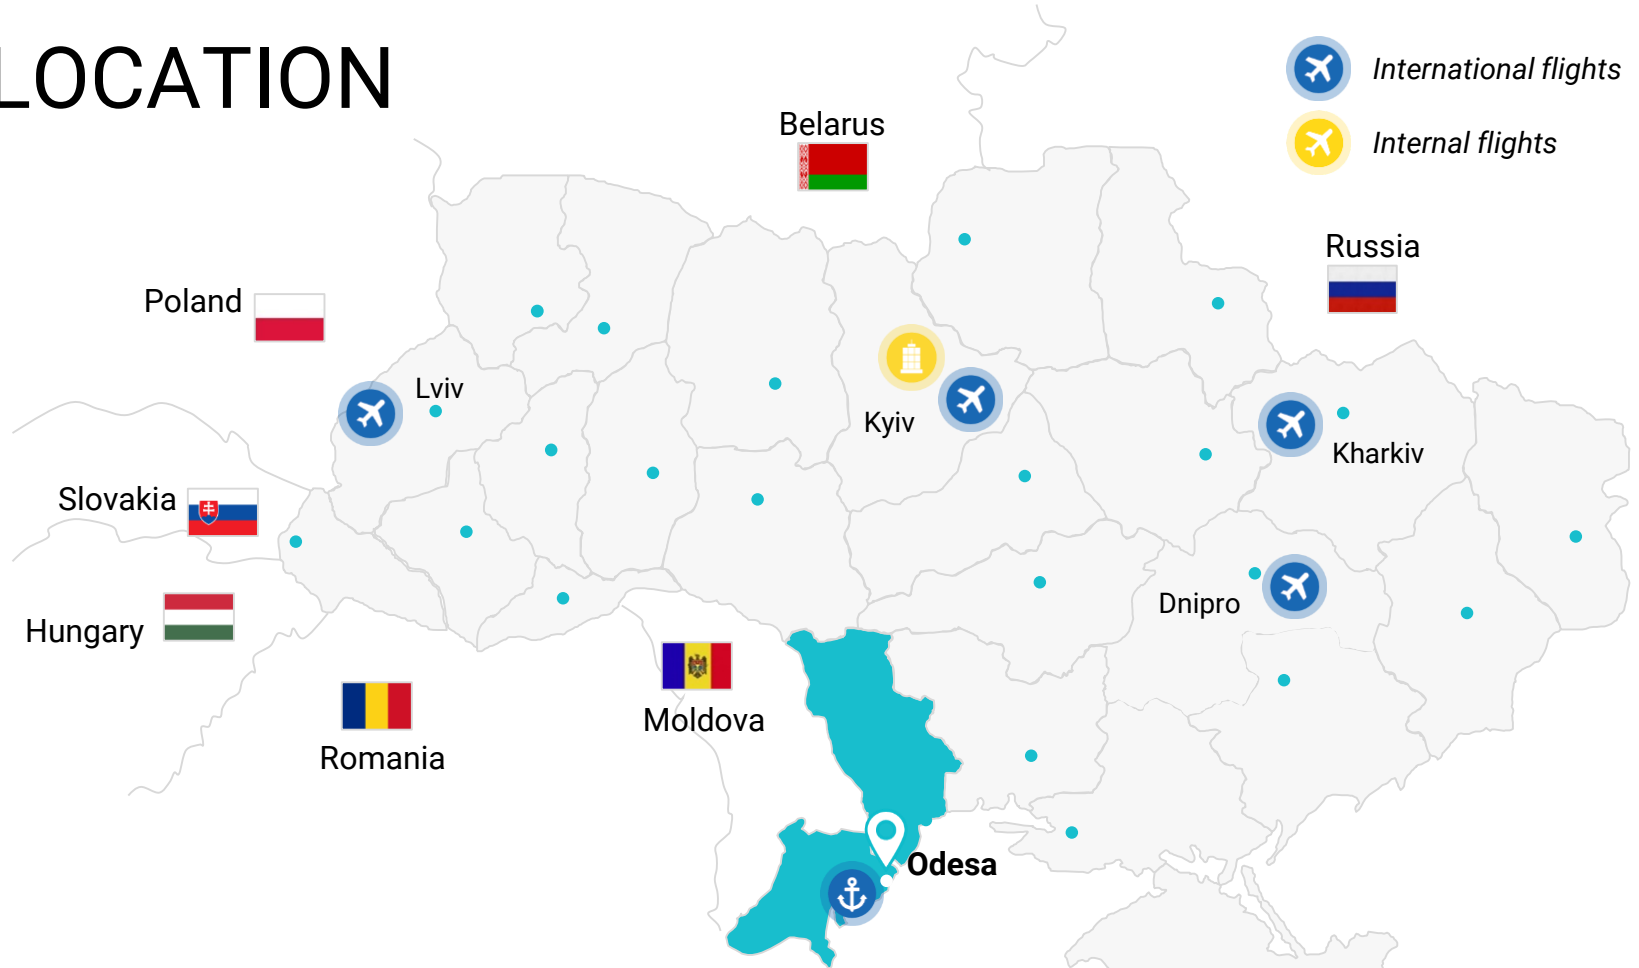 LOCATION
International flights
Internal flights
Belarus
Russia
Poland
Lviv
Kyiv
Kharkiv
Slovakia
Dnipro
Hungary
Moldova
Romania
Odesa